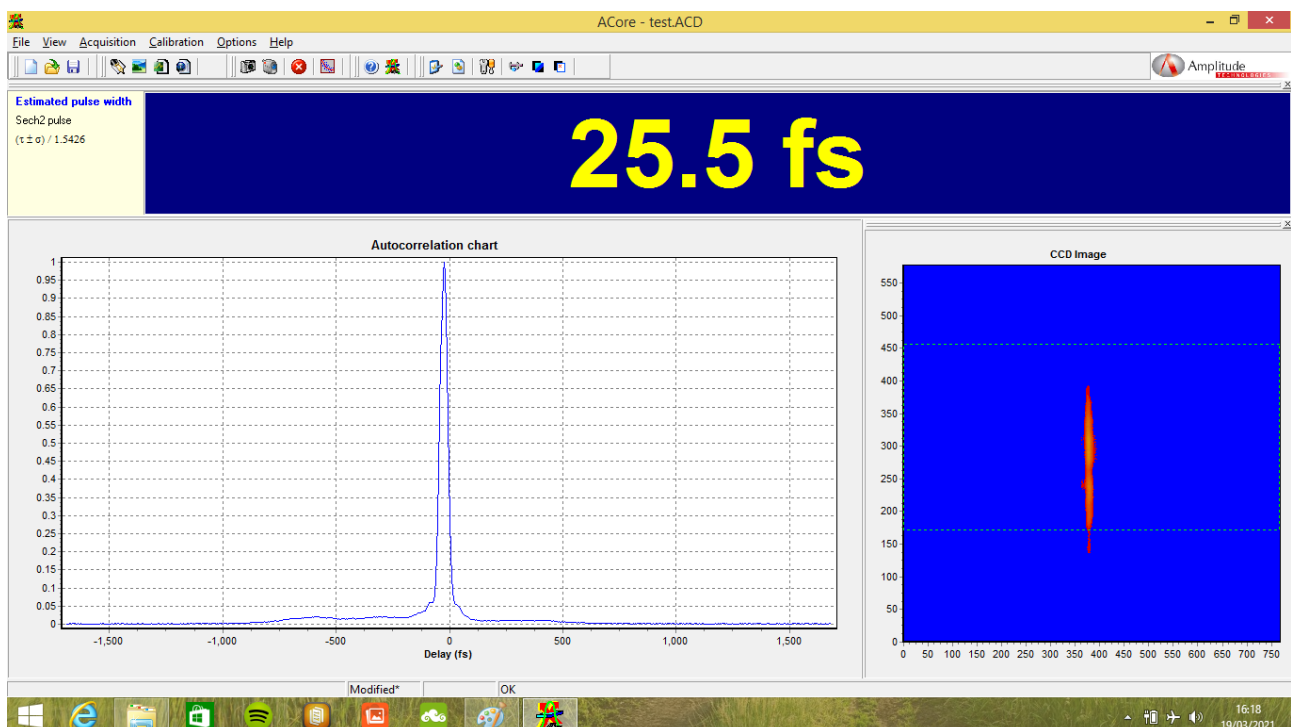 ACore - test.ACD
File View Acquisition Calibration Options Help
Amplitude
TECHNOLOGIES
Estimated pulse width
Sech2 pulse
(τ ± σ) / 1.5426
25.5 fs
Autocorrelation chart
1
0.95
0.9
0.85
0.8
0.75
0.7
0.65
0.6
0.55
0.5
0.45
0.4
0.35
0.3
0.25
0.2
0.15
0.1
0.05
0
-1,500 -1,000 -500 0 500 1,000 1,500
Delay (fs)
CCD Image
550
500
450
400
350
300
250
200
150
100
50
0
0 50 100 150 200 250 300 350 400 450 500 550 600 650 700 750
Modified* OK
16:18
19/03/2021